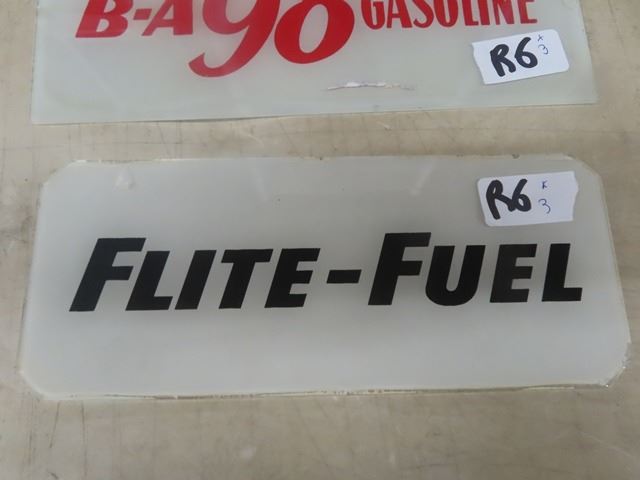 B-A 98 GASOLINE
R6 x
3
FLITE-FUEL
R6 x
3